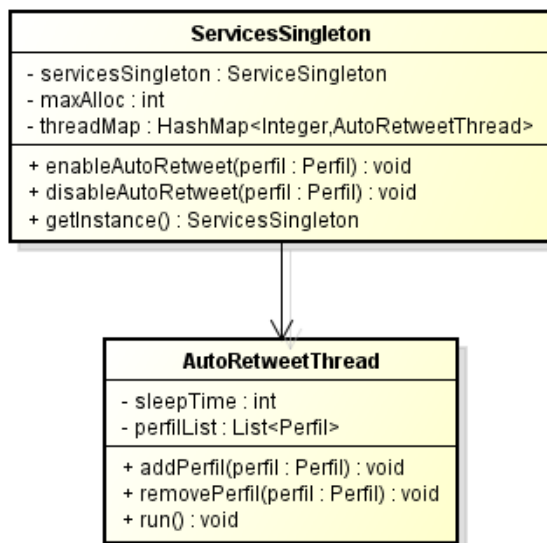 ServicesSingleton
- servicesSingleton : ServiceSingleton
- maxAlloc : int
- threadMap : HashMap<Integer,AutoRetweetThread>
+ enableAutoRetweet(perfil : Perfil) : void
+ disableAutoRetweet(perfil : Perfil) : void
+ getInstance() : ServicesSingleton
AutoRetweetThread
- sleepTime : int
- perfilList : List<Perfil>
+ addPerfil(perfil : Perfil) : void
+ removePerfil(perfil : Perfil) : void
+ run() : void